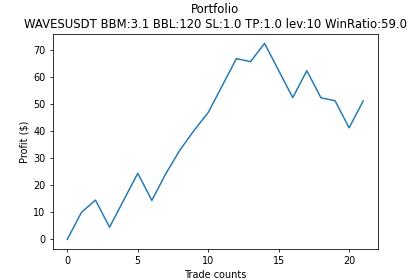 Portfolio
WAVESUSDT BBM:3.1 BBL:120 SL:1.0 TP:1.0 lev:10 WinRatio:59.0
Profit ($)
70
60
50
40
30
20
10
0
0 5 10 15 20
Trade counts